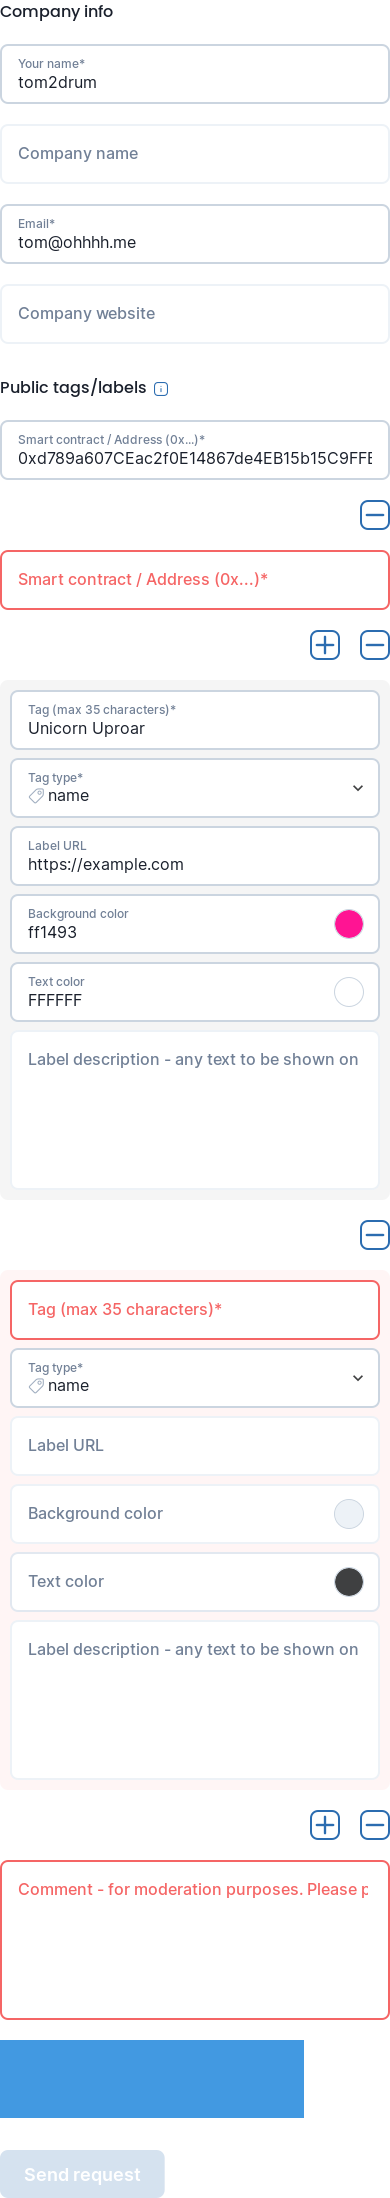 Company info
Your name*
tom2drum
Company name
Email*
tom@ohhhh.me
Company website
Public tags/labels
Smart contract / Address (0x...)*
0xd789a607CEac2f0E14867de4EB15b15C9FFE
Smart contract / Address (0x...)*
Tag (max 35 characters)*
Unicorn Uproar
Tag type*
name
Label URL
https://example.com
Background color
ff1493
Text color
FFFFFF
Label description - any text to be shown on
Tag (max 35 characters)*
Tag type*
name
Label URL
Background color
Text color
Label description - any text to be shown on
Comment - for moderation purposes. Please p
Send request